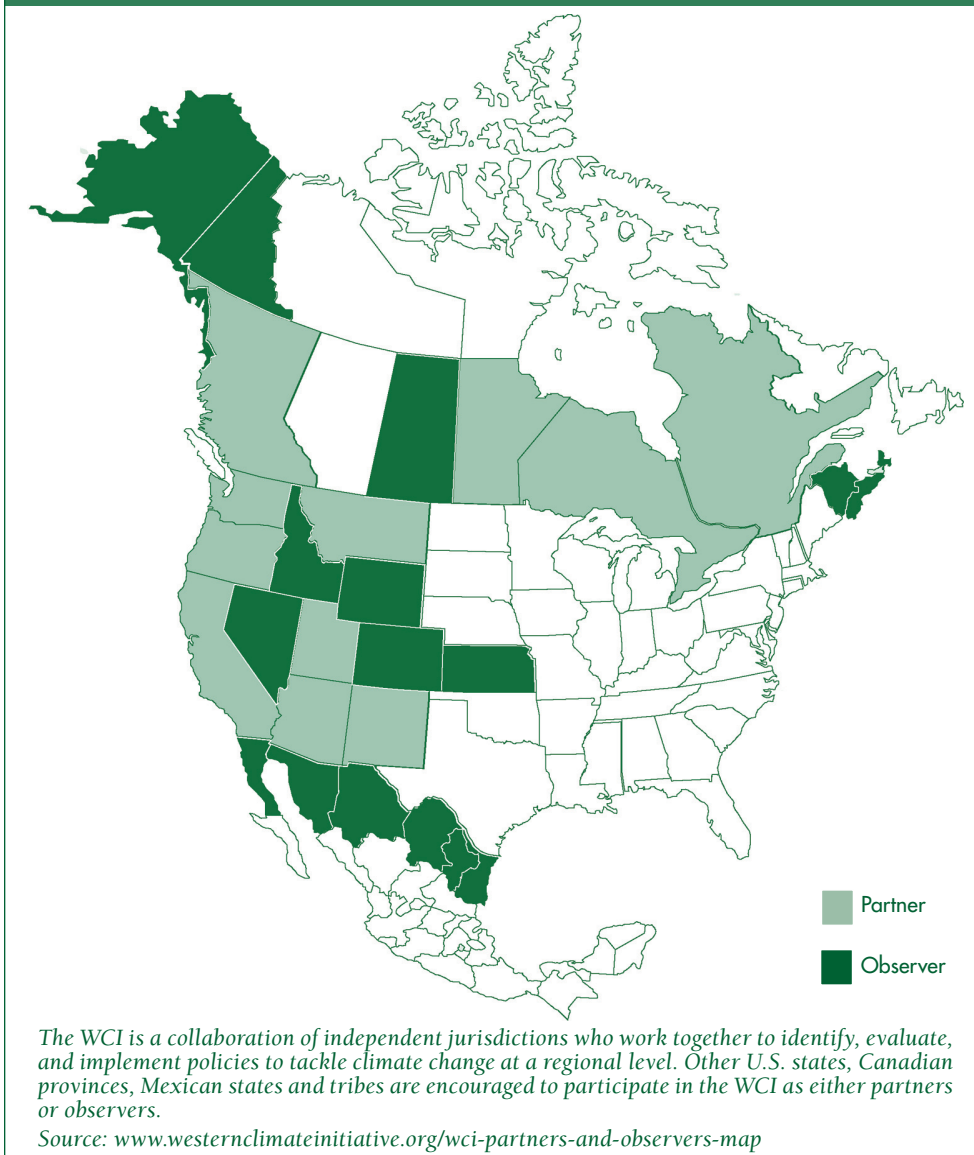 Partner
Observer
The WCI is a collaboration of independent jurisdictions who work together to identify, evaluate,
and implement policies to tackle climate change at a regional level. Other U.S. states, Canadian
provinces, Mexican states and tribes are encouraged to participate in the WCI as either partners
or observers.
Source: www.westernclimateinitiative.org/wci-partners-and-observers-map